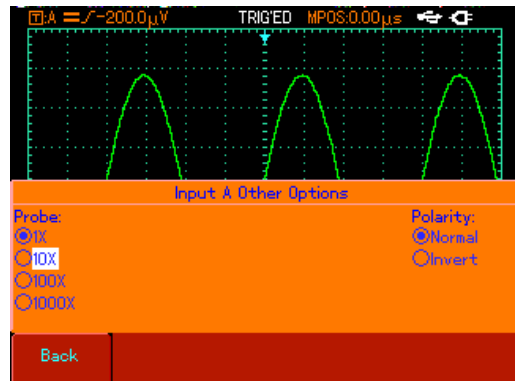 T:A -200.0µV TRIG'ED MPOS:0.00µs
Input A Other Options
Probe: Polarity:
1X Normal
10X Invert
100X
1000X
Back